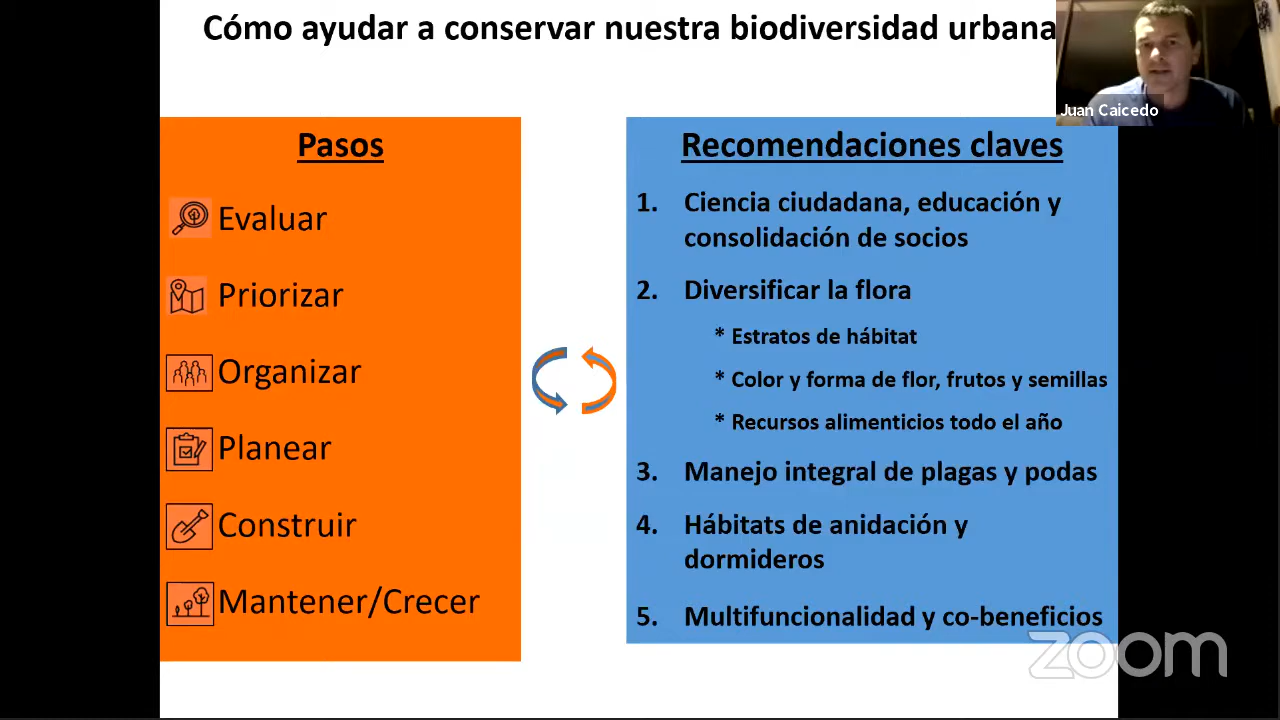 Cómo ayudar a conservar nuestra biodiversidad urbana
Juan Caicedo
Pasos
Evaluar
Priorizar
Organizar
Planear
Construir
Mantener/Crecer
Recomendaciones claves
1. Ciencia ciudadana, educación y
consolidación de socios
2. Diversificar la flora
* Estratos de hábitat
* Color y forma de flor, frutos y semillas
* Recursos alimenticios todo el año
3. Manejo integral de plagas y podas
4. Hábitats de anidación y
dormideros
5. Multifuncionalidad y co-beneficios
zoom